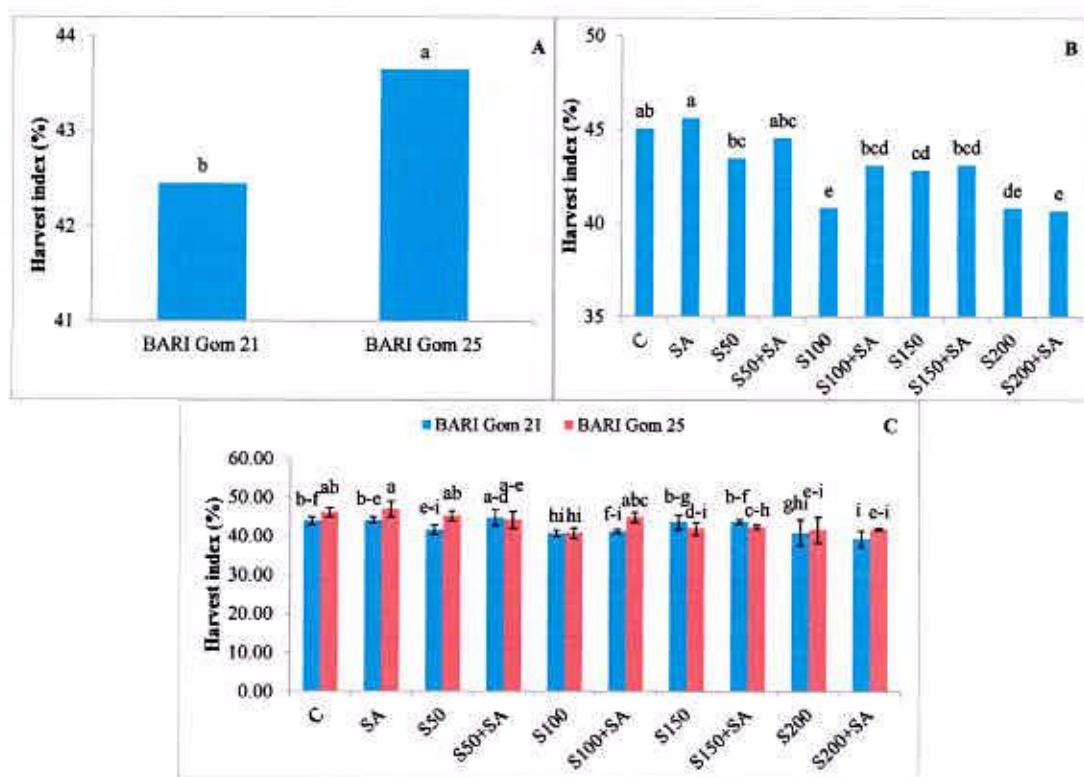 A
Harvest index (%)
44
43
42
41
b
a
BARI Gom 21
BARI Gom 25
B
Harvest index (%)
50
45
40
35
ab
a
bc
abc
e
bcd
cd
bcd
de
e
C
SA
S50
S50+SA
S100
S100+SA
S150
S150+SA
S200
S200+SA
BARI Gom 21
BARI Gom 25
C
Harvest index (%)
60.00
50.00
40.00
30.00
20.00
10.00
0.00
b-f
ab
b-e
a
e-i
ab
a-d
a-e
hi
hi
f-i
abc
b-g
d-i
b-f
c-h
ghi
e-i
i
e-i
C
SA
S50
S50+SA
S100
S100+SA
S150
S150+SA
S200
S200+SA